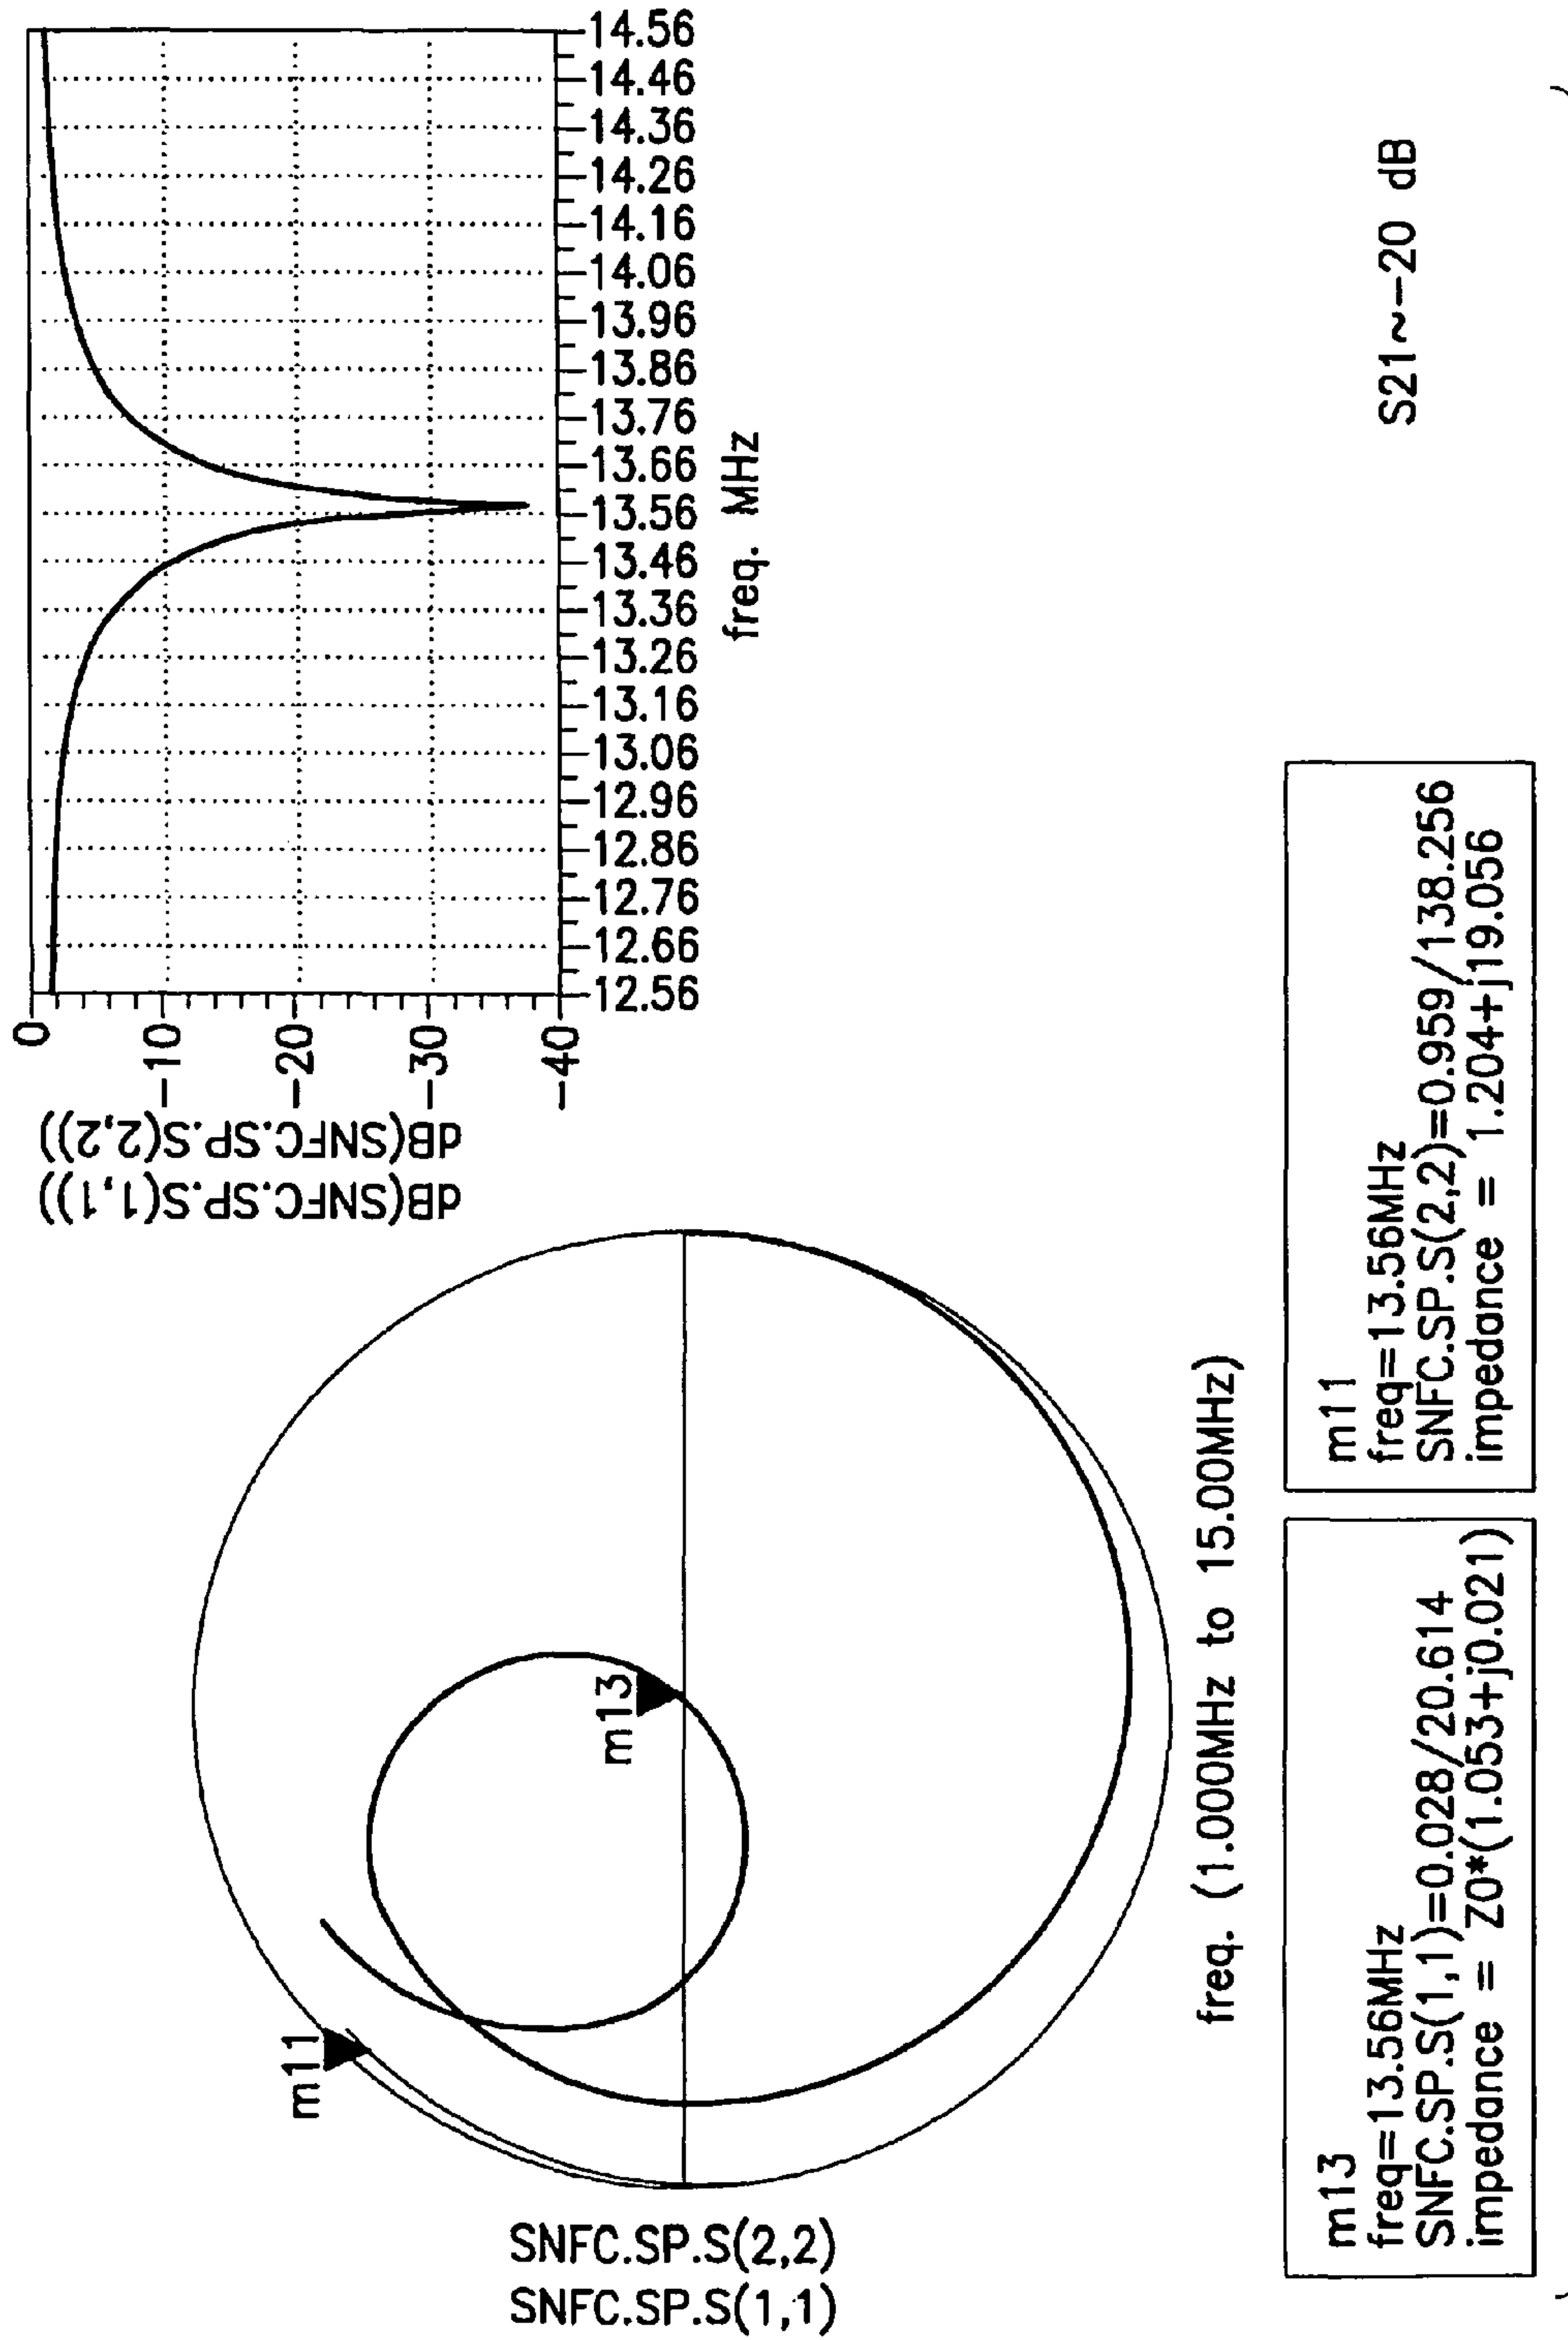 SNFC.SP.S(2,2)
SNFC.SP.S(1,1)
m11
m13
freq. (1.000MHz to 15.00MHz)
dB(SNFC.SP.S(2,2))
dB(SNFC.SP.S(1,1))
0
-10
-20
-30
-40
12.56
12.66
12.76
12.86
12.96
13.06
13.16
13.26
13.36
13.46
13.56
13.66
13.76
13.86
13.96
14.06
14.16
14.26
14.36
14.46
14.56
freq. MHz
m13
freq=13.56MHz
SNFC.SP.S(1,1)=0.028/20.614
impedance = Z0*(1.053+j0.021)
m11
freq=13.56MHz
SNFC.SP.S(2,2)=0.959/138.256
impedance = 1.204+j19.056
S21~-20 dB